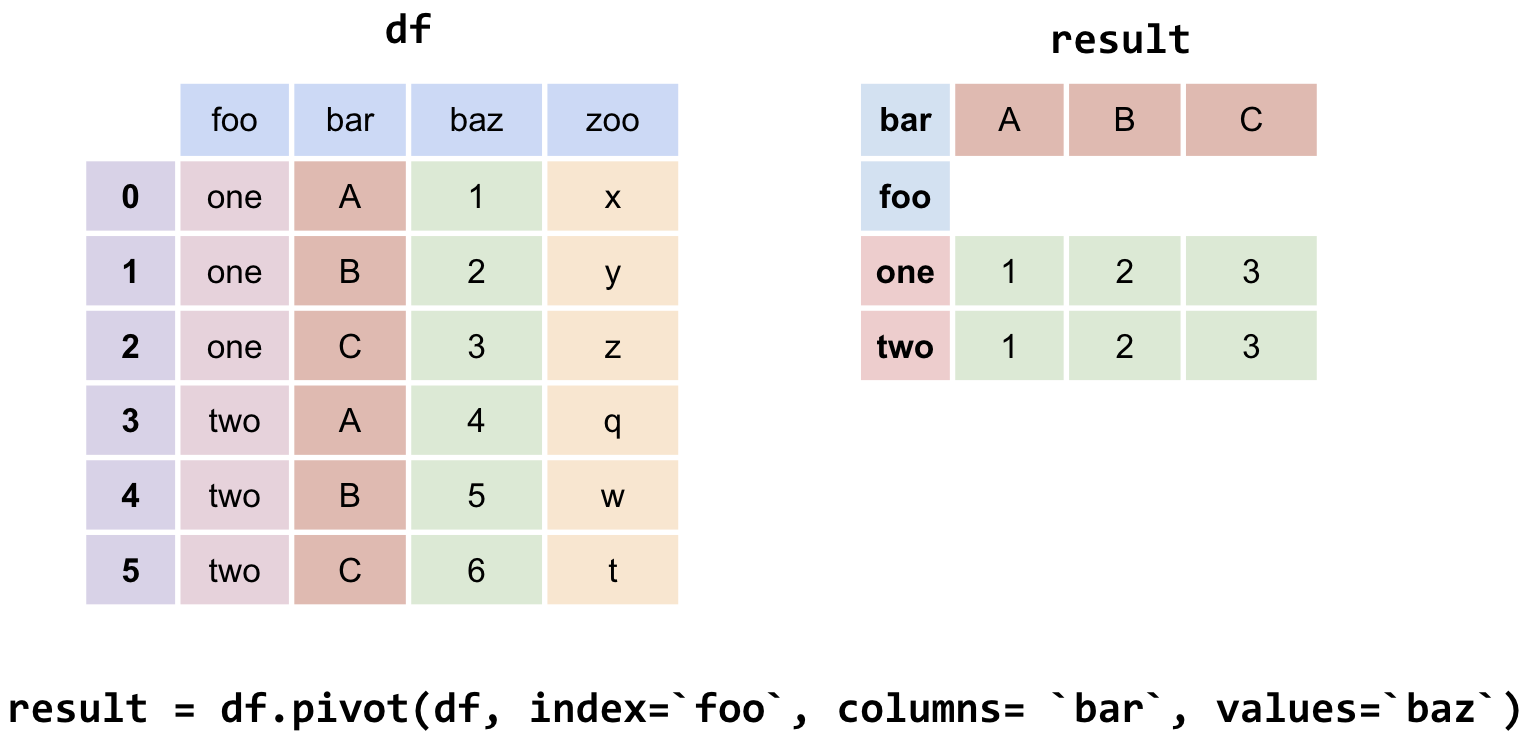 df
foo bar baz zoo
0 one A 1 x
1 one B 2 y
2 one C 3 z
3 two A 4 q
4 two B 5 w
5 two C 6 t
result
bar A B C
foo
one 1 2 3
two 1 2 3
result = df.pivot(df, index=`foo`, columns= `bar`, values=`baz`)